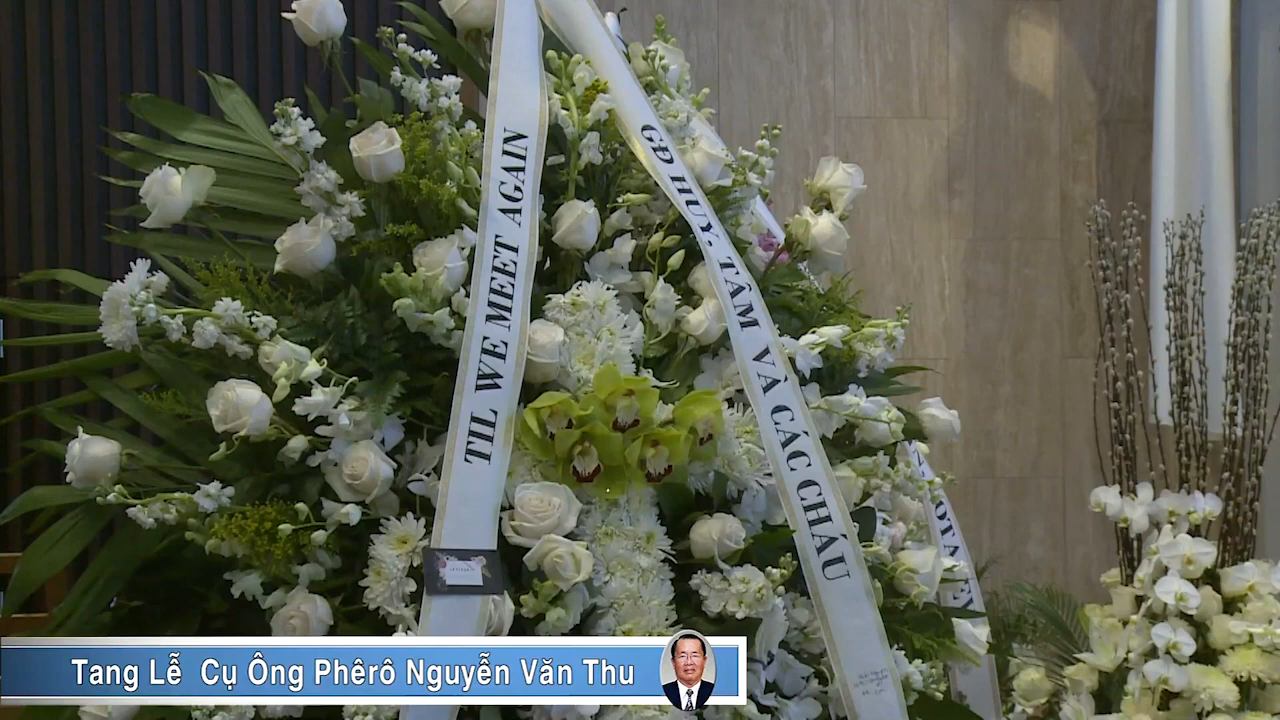 TIL WE MEET AGAIN
GĐ HUY, TÂM VÀ CÁC CHÁU
Tang Lễ Cụ Ông Phêrô Nguyễn Văn Thu